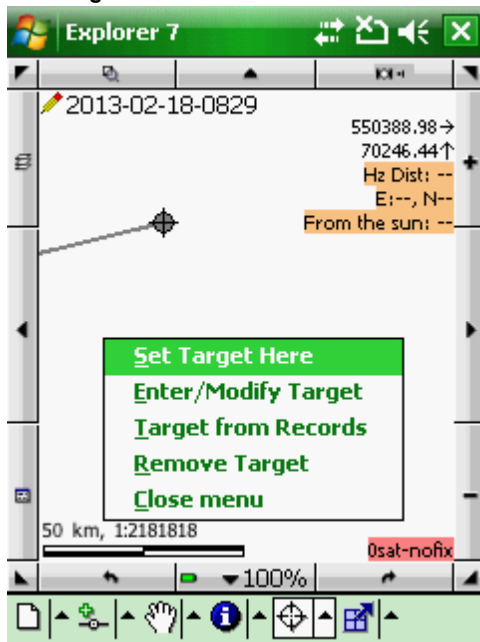 Explorer 7
2013-02-18-0829
550388.98→
70246.44↑
Hz Dist: --
E:--, N--
From the sun: --
Set Target Here
Enter/Modify Target
Target from Records
Remove Target
Close menu
50 km, 1:2181818
0sat-nofix
100%